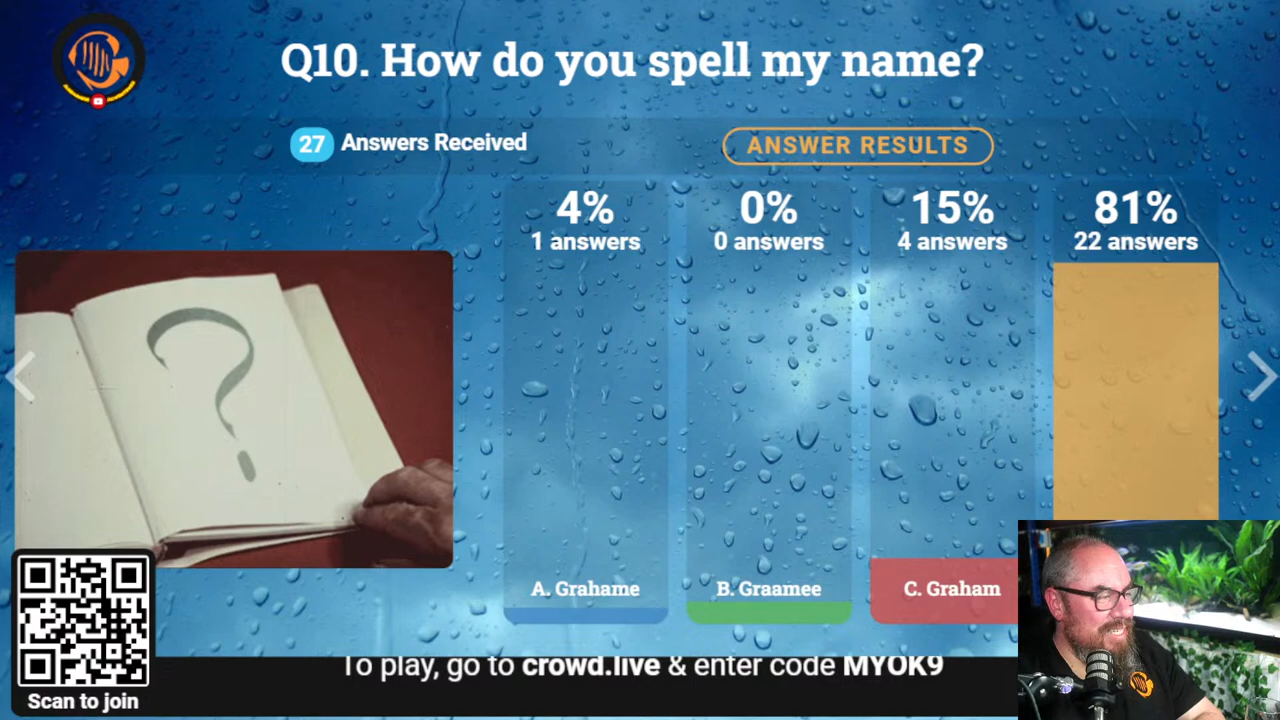 Q10. How do you spell my name?
27 Answers Received
ANSWER RESULTS
4%
1 answers
0%
0 answers
15%
4 answers
81%
22 answers
A. Grahame
B. Graamee
C. Graham
To play, go to crowd.live & enter code MYOK9
Scan to join